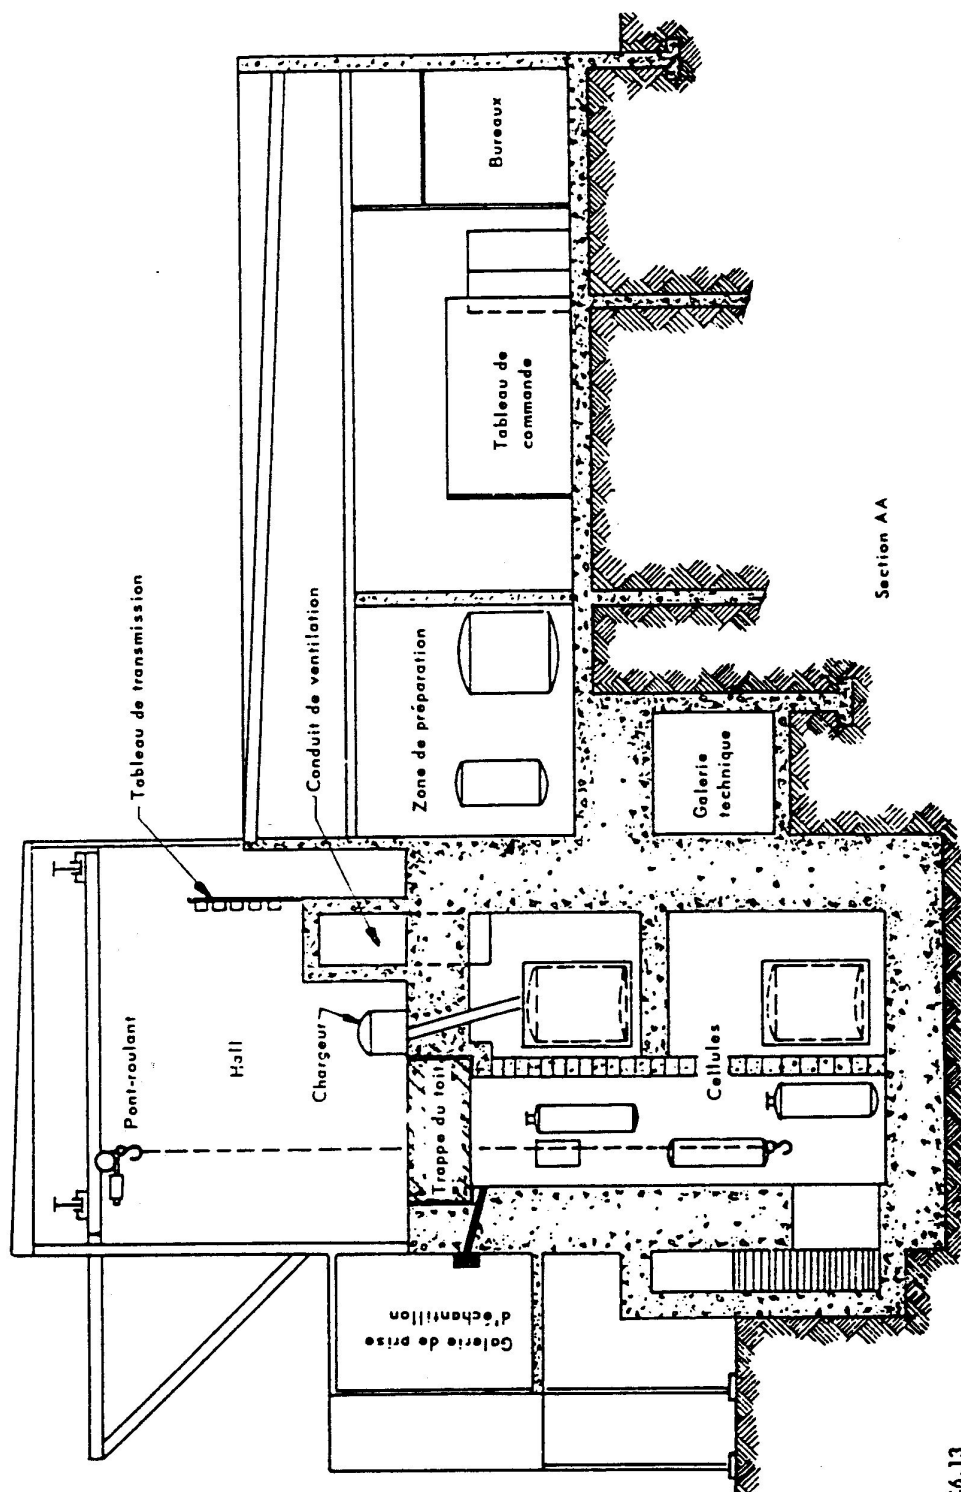 Tableau de transmission
Conduit de ventilation
Pont-roulant
Hall
Chargeur
Trappe du toit
Galerie de prise
d'échantillon
Cellules
Zone de préparation
Galerie
technique
Tableau de
commande
Bureaux
Section AA